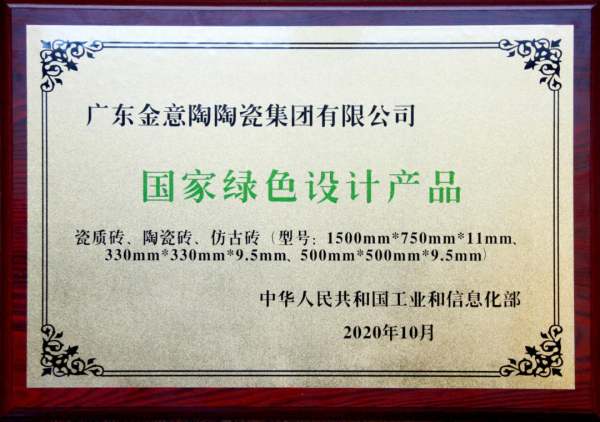 广东金意陶陶瓷集团有限公司
国家绿色设计产品
瓷质砖、陶瓷砖、仿古砖（型号：1500mm*750mm*11mm、
330mm*330mm*9.5mm、500mm*500mm*9.5mm）
中华人民共和国工业和信息化部
2020年10月